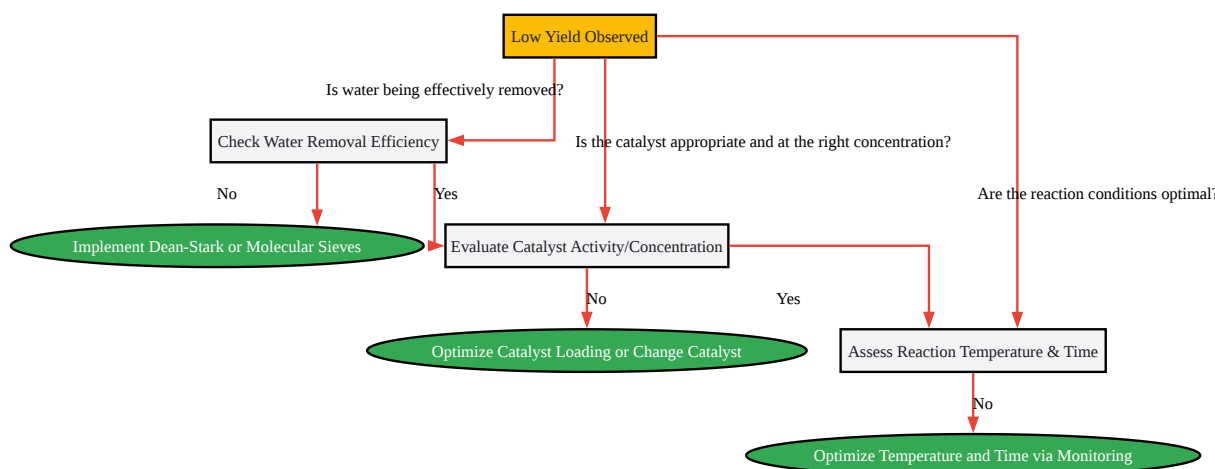 Low Yield Observed
Is water being effectively removed?
Check Water Removal Efficiency
Is the catalyst appropriate and at the right concentration?
No
Yes
Are the reaction conditions optimal?
Implement Dean-Stark or Molecular Sieves
Evaluate Catalyst Activity/Concentration
No
Yes
Optimize Catalyst Loading or Change Catalyst
Assess Reaction Temperature & Time
No
Optimize Temperature and Time via Monitoring